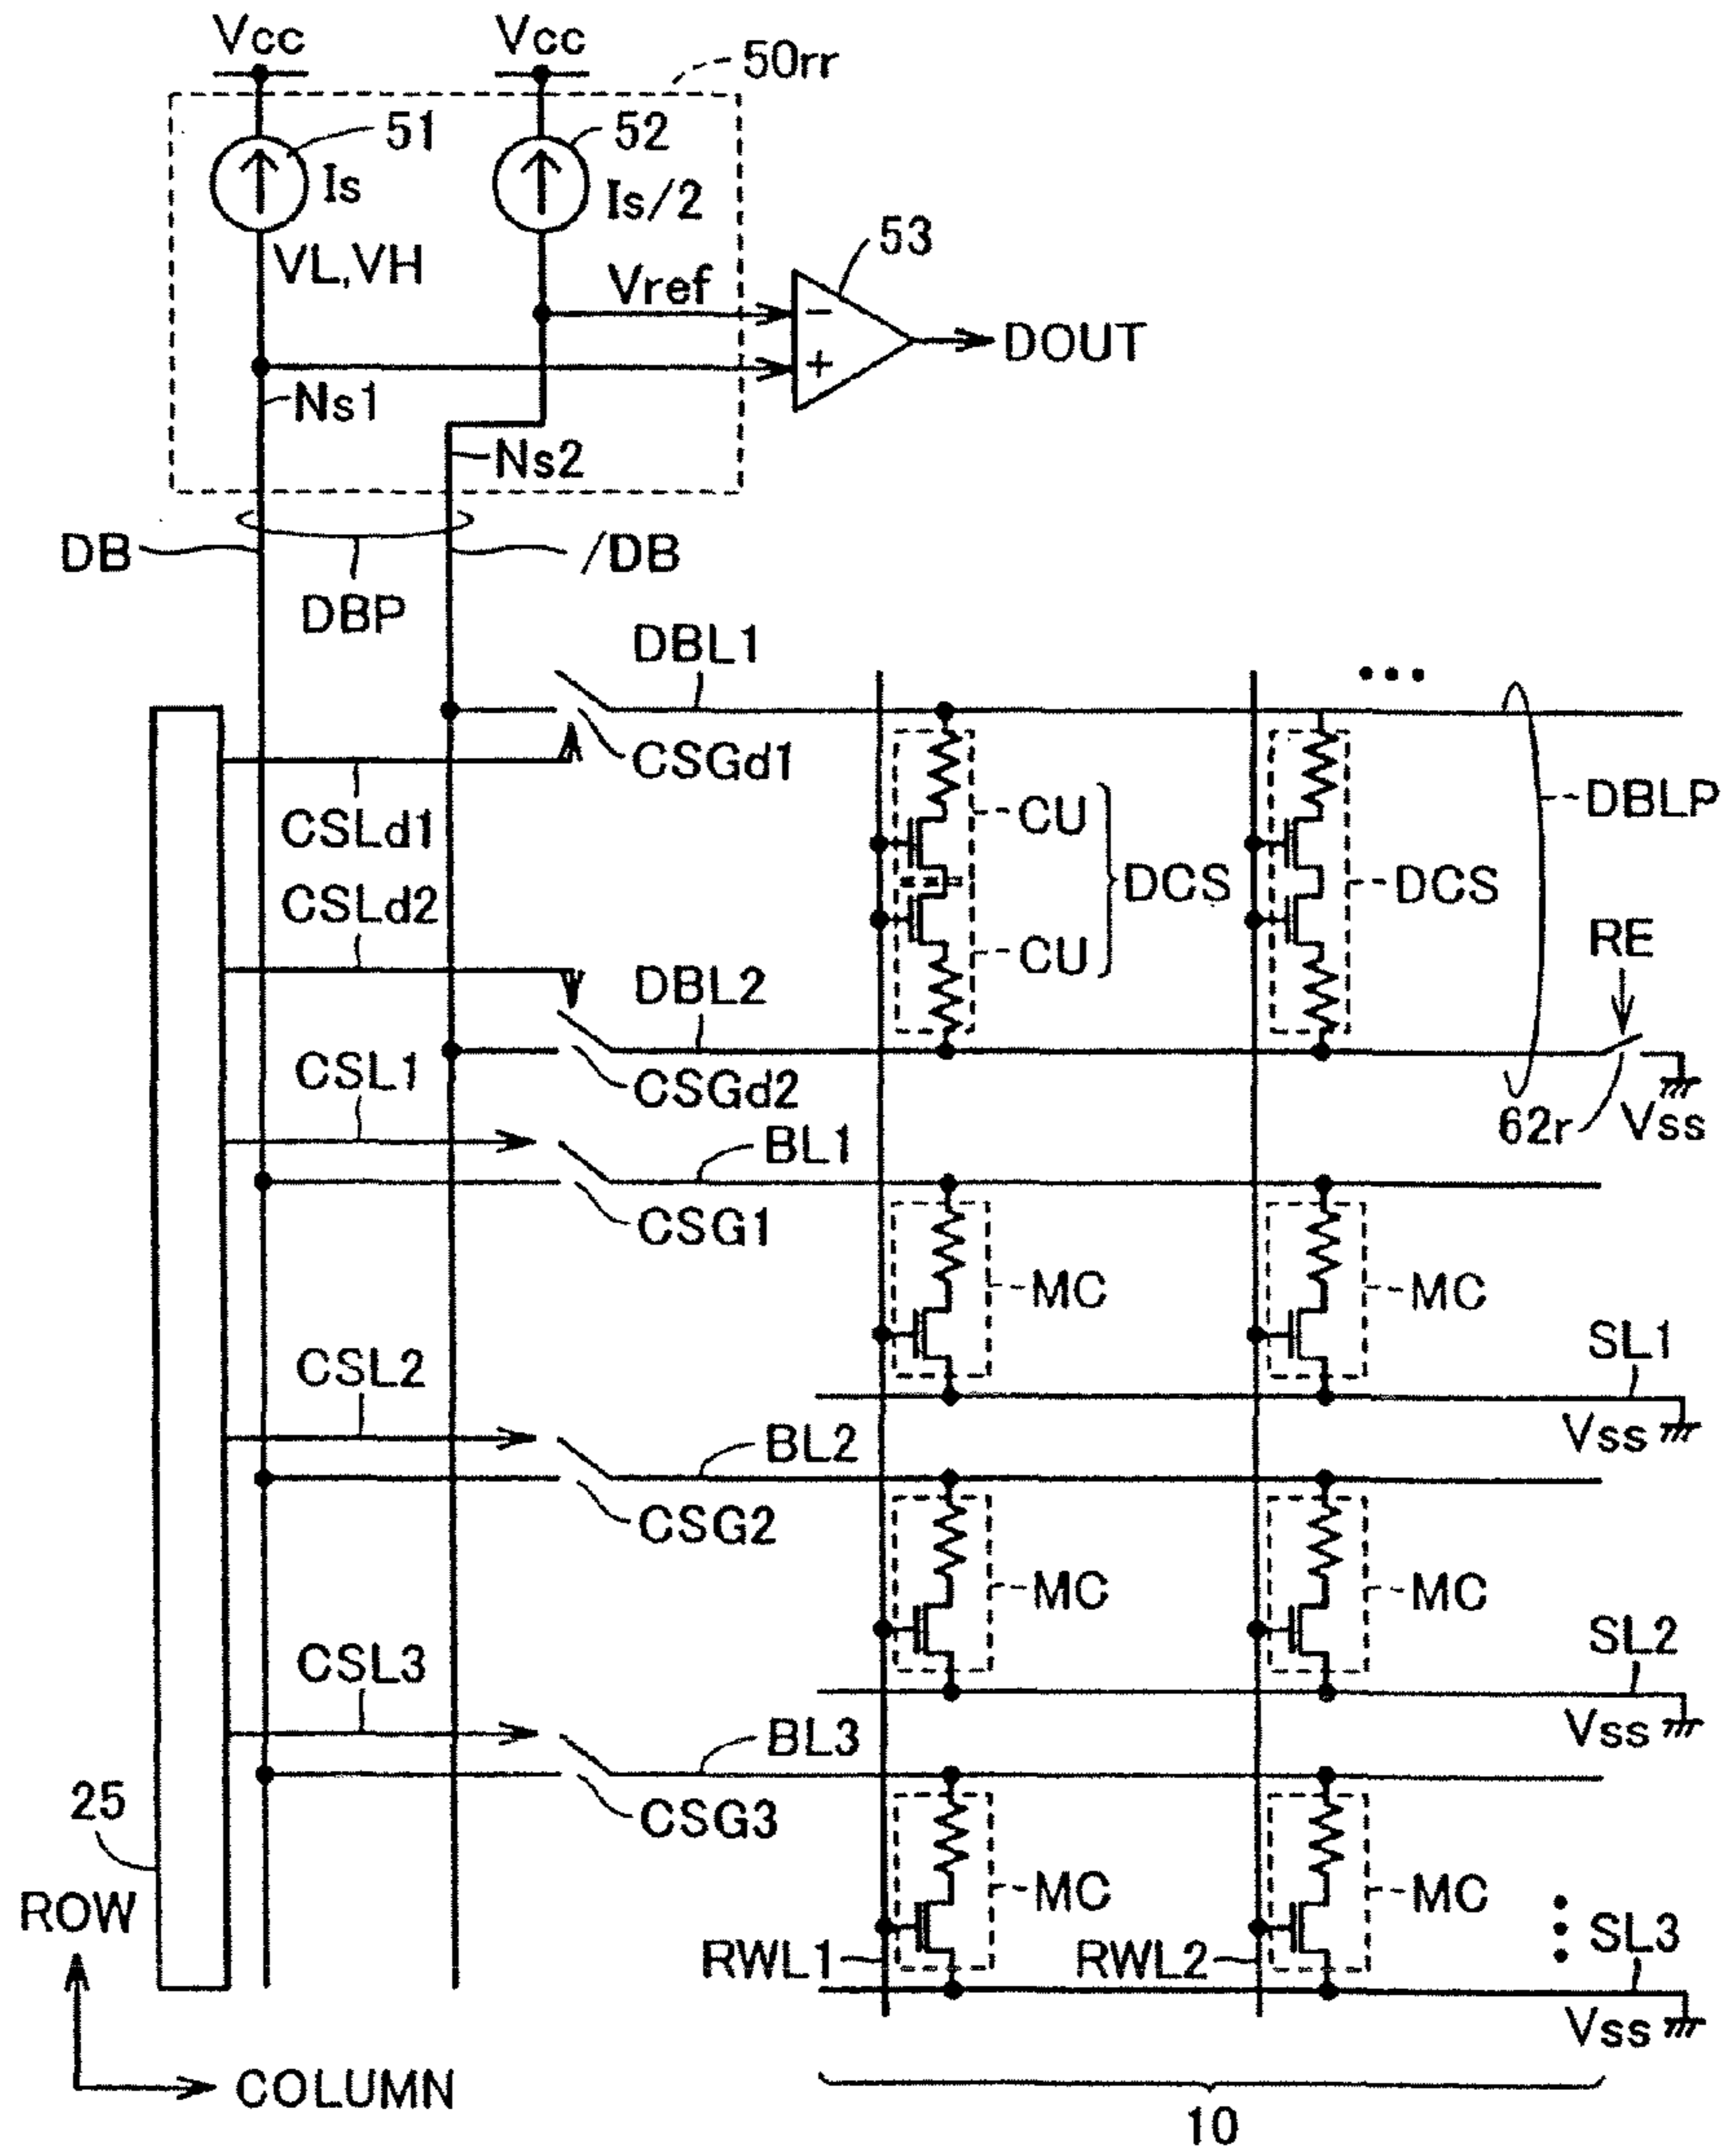 Vcc Vcc
50rr
51 52
Is
Is/2
VL,VH
53
Vref
−
+
DOUT
Ns1
Ns2
DB /DB
DBP
DBL1
CSGd1
CSLd1
CU
DCS
CU
DCS
DBLP
CSLd2
RE
DBL2
CSGd2
CSL1
62r
Vss
BL1
CSG1
MC MC
SL1
Vss
CSL2
BL2
CSG2
MC MC
SL2
Vss
CSL3
BL3
CSG3
25
MC MC
SL3
Vss
RWL1 RWL2
ROW
COLUMN
10